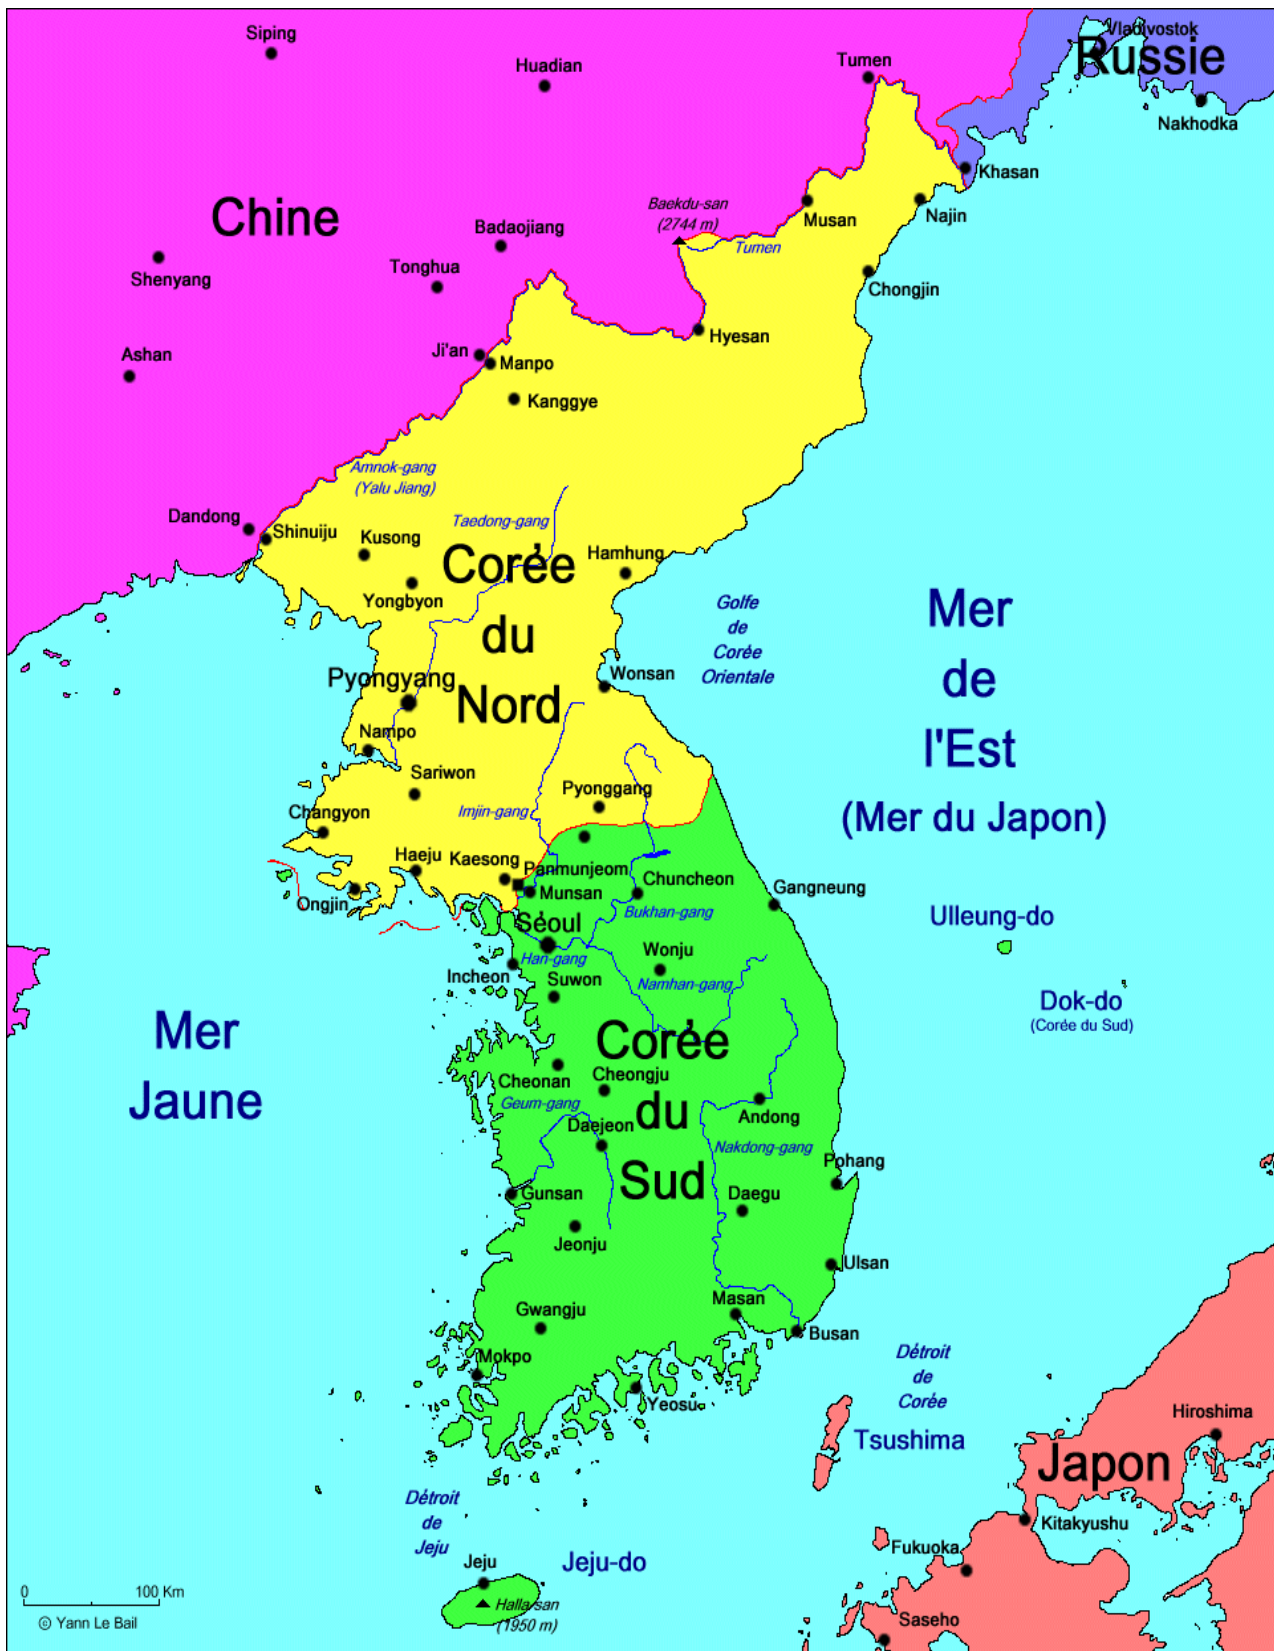 Siping
Huadian
Tumen
Vladivostok
Russie
Nakhodka
Khasan
Chine
Baekdu-san
(2744 m)
Musan
Najin
Badaojiang
Tumen
Shenyang
Tonghua
Chongjin
Hyesan
Ashan
Ji'an
Manpo
Kanggye
Amnok-gang
(Yalu Jiang)
Dandong
Shinuiju
Kusong
Taedong-gang
Hamhung
Yongbyon
Corée
du
Nord
Golfe
de
Corée
Orientale
Mer
de
l'Est
(Mer du Japon)
Pyongyang
Wonsan
Nampo
Sariwon
Pyonggang
Changyon
Imjin-gang
Haeju
Kaesong
Panmunjeom
Munsan
Chuncheon
Gangneung
Ongjin
Séoul
Bukhan-gang
Ulleung-do
Han-gang
Wonju
Incheon
Suwon
Namhan-gang
Dok-do
(Corée du Sud)
Mer
Jaune
Corée
du
Sud
Cheonan
Cheongju
Geum-gang
Andong
Daejeon
Nakdong-gang
Pohang
Gunsan
Daegu
Jeonju
Ulsan
Masan
Gwangju
Busan
Mokpo
Détroit
de
Corée
Yeosu
Tsushima
Hiroshima
Japon
Détroit
de
Jeju
Kitakyushu
Fukuoka
Jeju
Jeju-do
0 100 Km
Halla-san
(1950 m)
© Yann Le Bail
Saseho